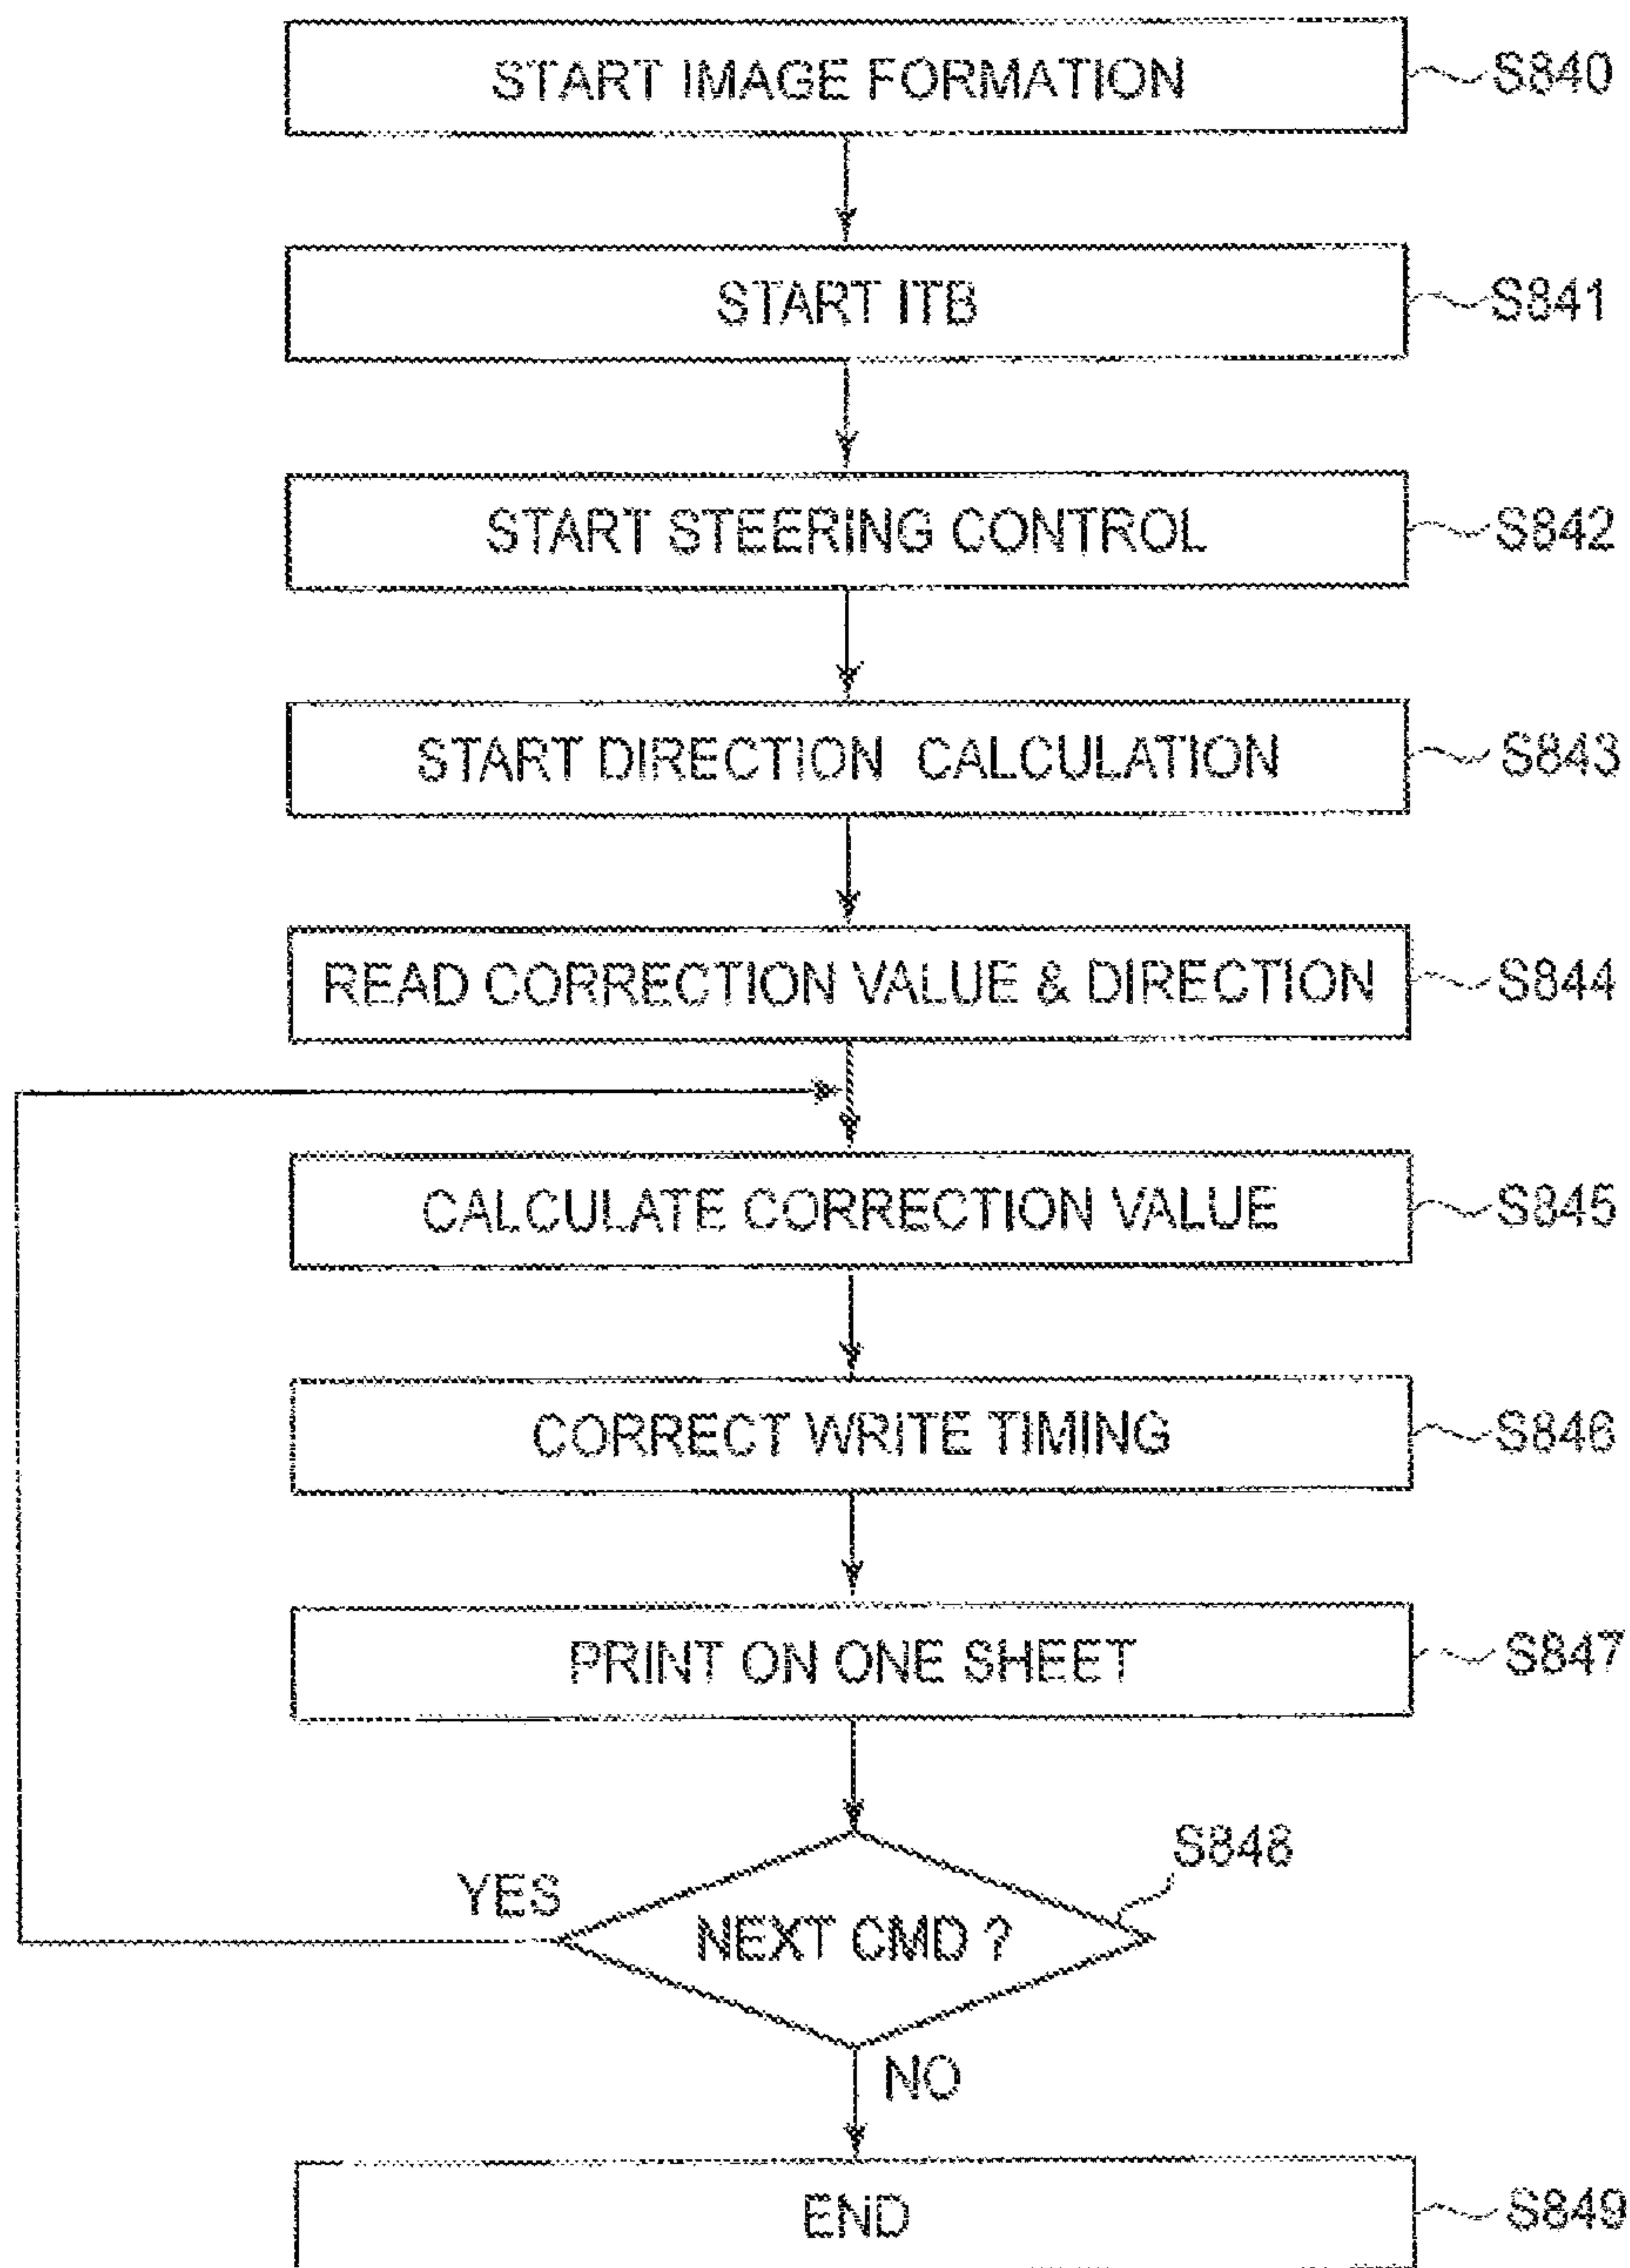 START IMAGE FORMATION S840
START ITB S841
START STEERING CONTROL S842
START DIRECTION CALCULATION S843
READ CORRECTION VALUE & DIRECTION S844
CALCULATE CORRECTION VALUE S845
CORRECT WRITE TIMING S846
PRINT ON ONE SHEET S847
S848
YES
NEXT CMD ?
NO
END S849